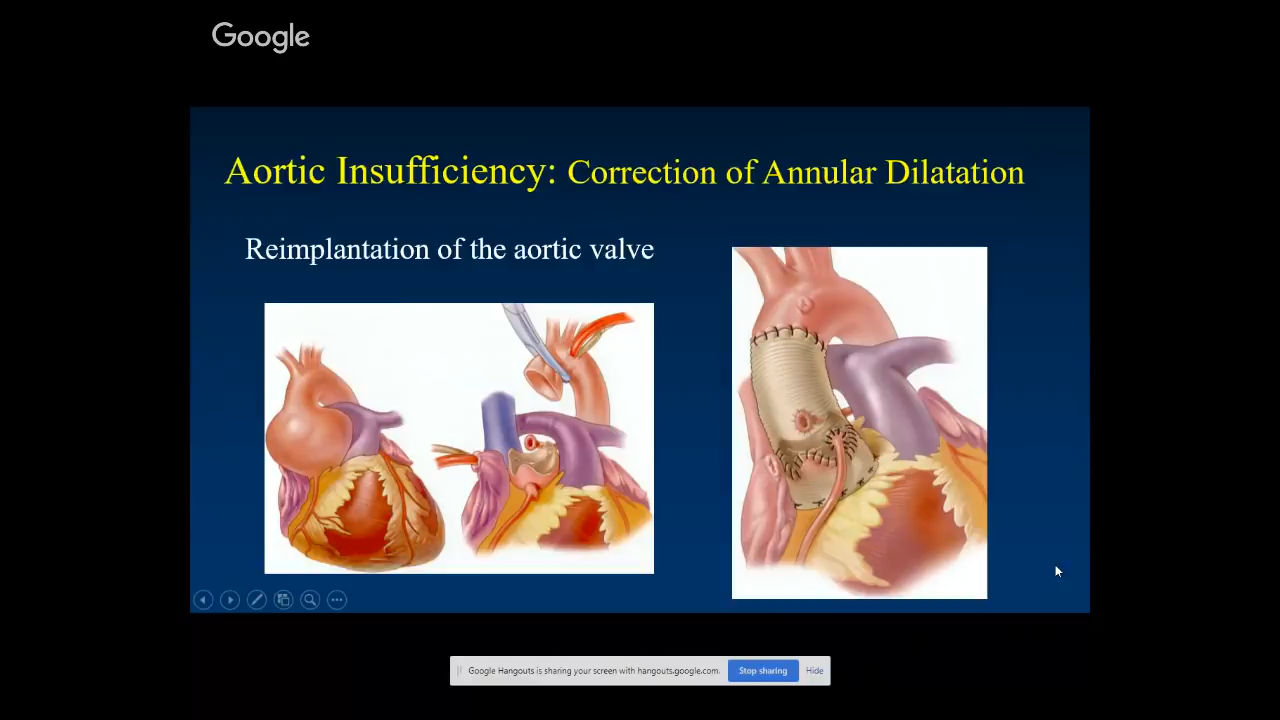 Google
Aortic Insufficiency: Correction of Annular Dilatation
Reimplantation of the aortic valve
Google Hangouts is sharing your screen with hangouts.google.com.
Stop sharing
Hide